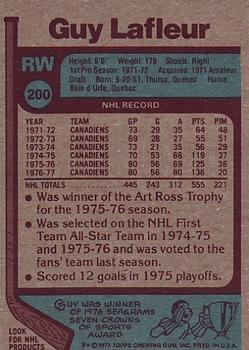 Guy Lafleur
RW
200
Height: 6'0" Weight: 178 Shoots: Right
1st Pro Season: 1971-72 Acquired: 1971 Amateur
Draft Born: 9-20-51, Thurso, Quebec Home:
Baie d'Urfe, Quebec
NHL RECORD
YEAR TEAM GP G A PTS PIM
1971-72 CANADIENS 73 29 35 64 48
1972-73 CANADIENS 69 28 27 55 51
1973-74 CANADIENS 73 21 35 56 29
1974-75 CANADIENS 70 53 66 119 37
1975-76 CANADIENS 80 56 69 125 36
1976-77 CANADIENS 80 56 80 136 20
NHL TOTALS 445 243 312 555 221
• Was winner of the Art Ross Trophy
for the 1975-76 season.
• Was selected on the NHL First
Team All-Star Team in 1974-75
and 1975-76 and was voted to the
fans' team last season.
• Scored 12 goals in 1975 playoffs.
GUY WAS WINNER
OF 1976 SEAGRAMS
SEVEN CROWNS
OF SPORTS
AWARD
LOOK
FOR NHL
PRODUCTS
© 1977 TOPPS CHEWING GUM, INC. PRTD. IN U.S.A.